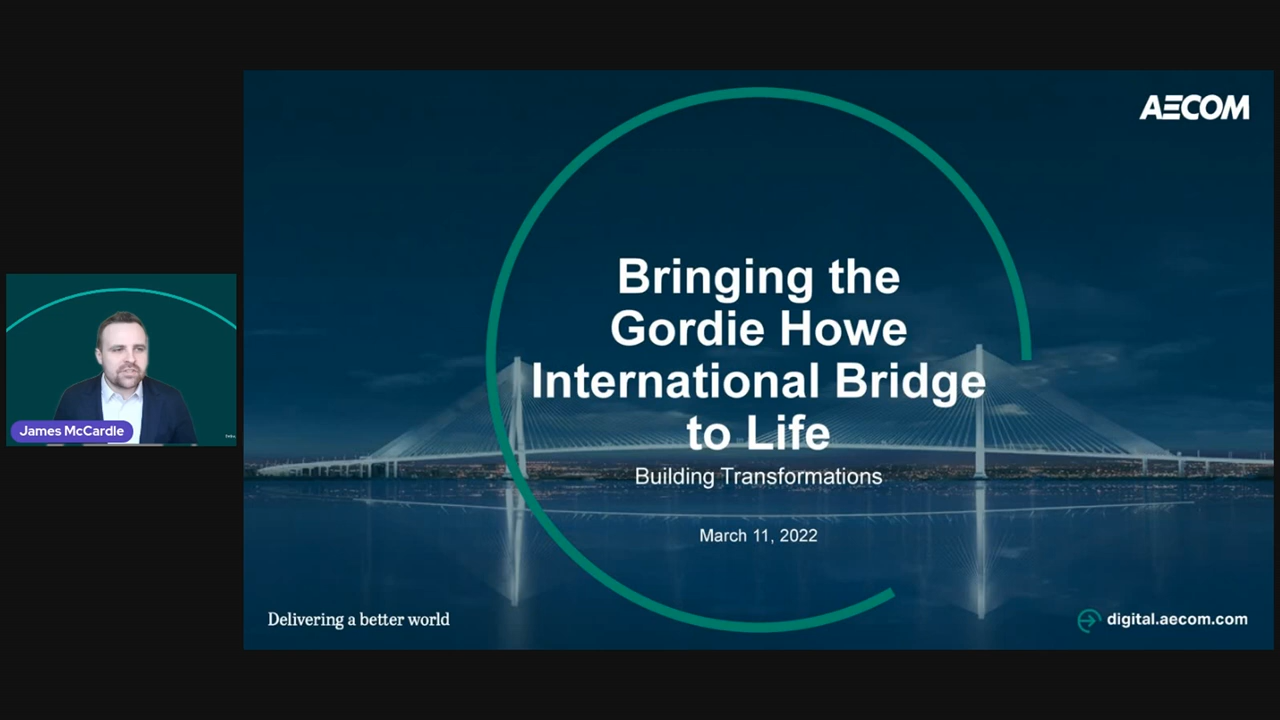 AECOM
Bringing the
Gordie Howe
International Bridge
to Life
Building Transformations
March 11, 2022
James McCardle
Delivering a better world
digital.aecom.com